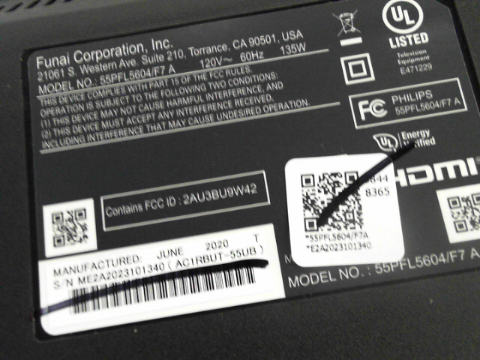 Funai Corporation, Inc.
21061 S. Western Ave. Suite 210, Torrance, CA 90501, USA
MODEL NO.: 55PFL5604/F7 A 120V~ 60Hz 135W
THIS DEVICE COMPLIES WITH PART 15 OF THE FCC RULES.
OPERATION IS SUBJECT TO THE FOLLOWING TWO CONDITIONS:
(1) THIS DEVICE MAY NOT CAUSE HARMFUL INTERFERENCE, AND
(2) THIS DEVICE MUST ACCEPT ANY INTERFERENCE RECEIVED,
INCLUDING INTERFERENCE THAT MAY CAUSE UNDESIRED OPERATION.
UL
LISTED
Television
Equipment
E471229
FC PHILIPS
55PFL5604/F7 A
UL Energy
Verified
HDMI
Contains FCC ID : 2AU3BU9W42
644
8365
*55PFL5604/F7A
*E2A2023101340
MANUFACTURED: JUNE 2020 T
S/N ME2A2023101340 ( AC1RBUT-55UB )
MODEL NO.: 55PFL5604/F7 A